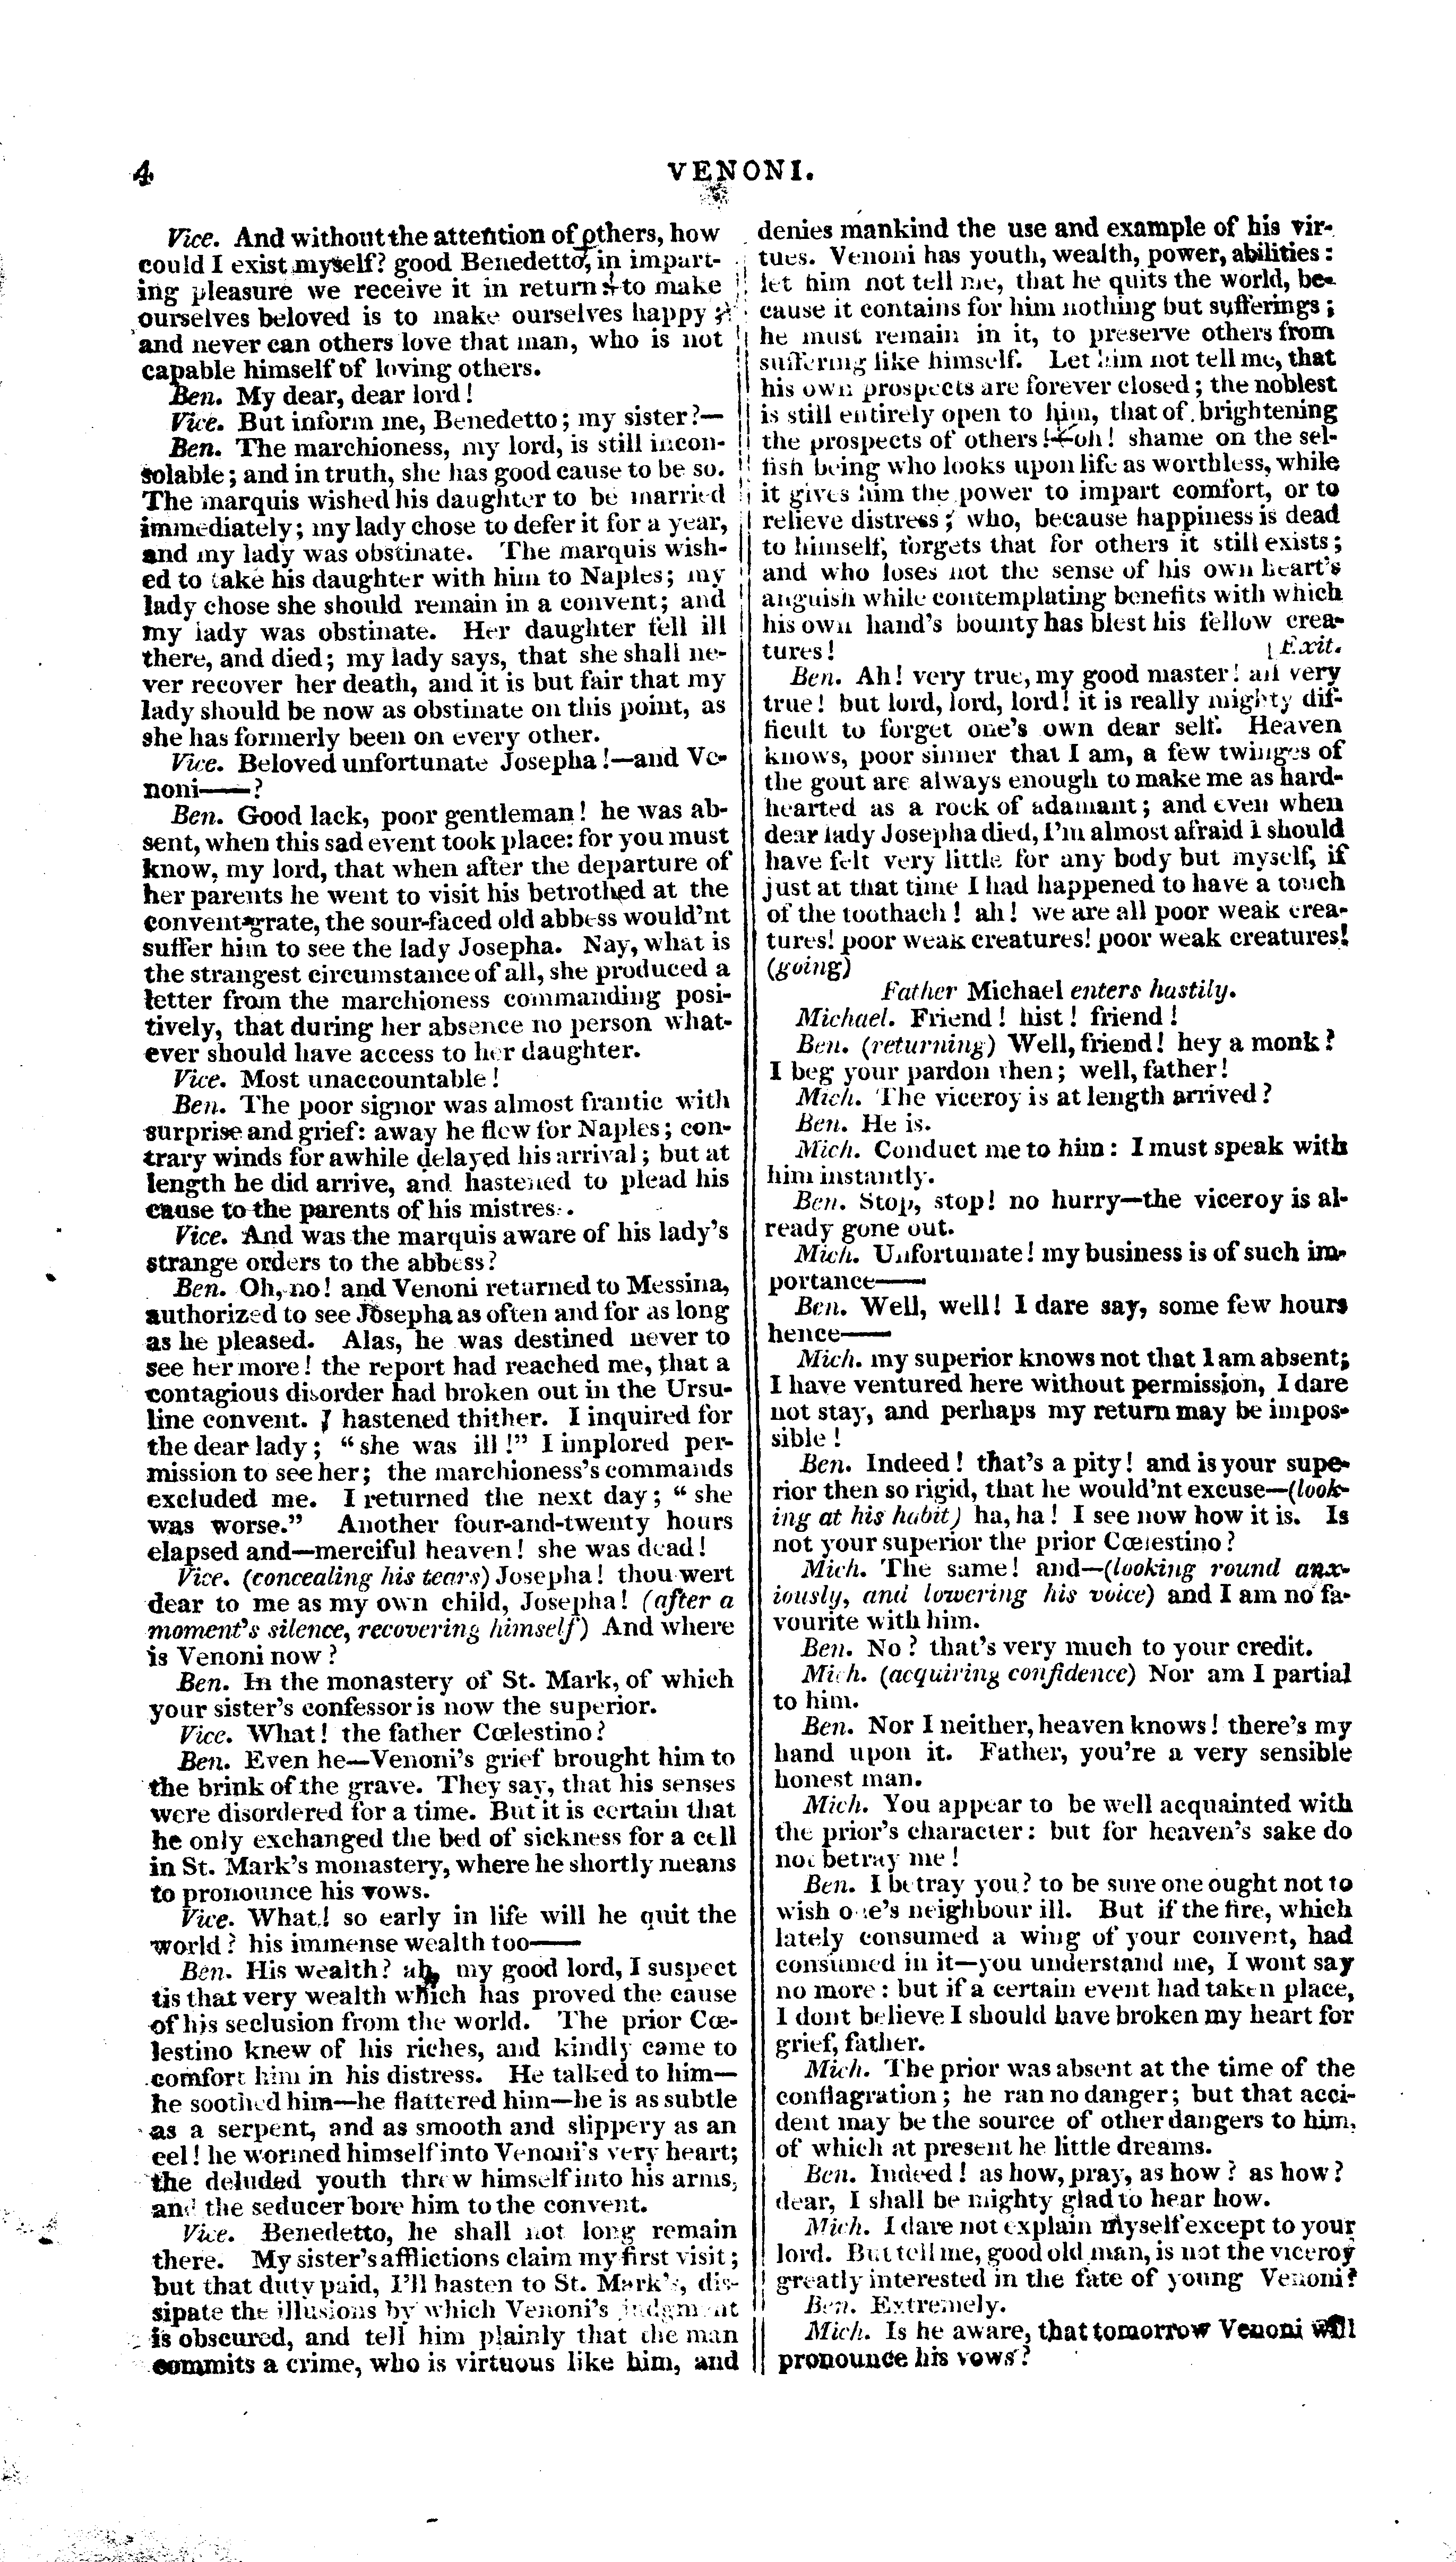 4
VENONI.
Vice. And without the attention of others, how
could I exist myself? good Benedetto, in impart-
ing pleasure we receive it in return to make
ourselves beloved is to make ourselves happy
and never can others love that man, who is not
capable himself of loving others.
Ben. My dear, dear lord!
Vice. But inform me, Benedetto; my sister?—
Ben. The marchioness, my lord, is still incon-
solable; and in truth, she has good cause to be so.
The marquis wished his daughter to be married
immediately; my lady chose to defer it for a year,
and my lady was obstinate. The marquis wish-
ed to take his daughter with him to Naples; my
lady chose she should remain in a convent; and
my lady was obstinate. Her daughter fell ill
there, and died; my lady says, that she shall ne-
ver recover her death, and it is but fair that my
lady should be now as obstinate on this point, as
she has formerly been on every other.
Vice. Beloved unfortunate Josepha!—and Ve-
noni——?
Ben. Good lack, poor gentleman! he was ab-
sent, when this sad event took place: for you must
know, my lord, that when after the departure of
her parents he went to visit his betrothed at the
convent-grate, the sour-faced old abbess would'nt
suffer him to see the lady Josepha. Nay, what is
the strangest circumstance of all, she produced a
letter from the marchioness commanding posi-
tively, that during her absence no person what-
ever should have access to her daughter.
Vice. Most unaccountable!
Ben. The poor signor was almost frantic with
surprise and grief: away he flew for Naples; con-
trary winds for awhile delayed his arrival; but at
length he did arrive, and hastened to plead his
cause to the parents of his mistress.
Vice. And was the marquis aware of his lady's
strange orders to the abbess?
Ben. Oh, no! and Venoni returned to Messina,
authorized to see Josepha as often and for as long
as he pleased. Alas, he was destined never to
see her more! the report had reached me, that a
contagious disorder had broken out in the Ursu-
line convent. I hastened thither. I inquired for
the dear lady; "she was ill!" I implored per-
mission to see her; the marchioness's commands
excluded me. I returned the next day; "she
was worse." Another four-and-twenty hours
elapsed and—merciful heaven! she was dead!
Vice. (concealing his tears) Josepha! thou wert
dear to me as my own child, Josepha! (after a
moment's silence, recovering himself) And where
is Venoni now?
Ben. In the monastery of St. Mark, of which
your sister's confessor is now the superior.
Vice. What! the father Cœlestino?
Ben. Even he—Venoni's grief brought him to
the brink of the grave. They say, that his senses
were disordered for a time. But it is certain that
he only exchanged the bed of sickness for a cell
in St. Mark's monastery, where he shortly means
to pronounce his vows.
Vice. What! so early in life will he quit the
world? his immense wealth too——
Ben. His wealth? ah, my good lord, I suspect
tis that very wealth which has proved the cause
of his seclusion from the world. The prior Cœ-
lestino knew of his riches, and kindly came to
comfort him in his distress. He talked to him—
he soothed him—he flattered him—he is as subtle
as a serpent, and as smooth and slippery as an
eel! he wormed himself into Venoni's very heart;
the deluded youth threw himself into his arms,
and the seducer bore him to the convent.
Vice. Benedetto, he shall not long remain
there. My sister's afflictions claim my first visit;
but that duty paid, I'll hasten to St. Mark's, dis-
sipate the illusions by which Venoni's judgment
is obscured, and tell him plainly that the man
commits a crime, who is virtuous like him, and
denies mankind the use and example of his vir-
tues. Venoni has youth, wealth, power, abilities:
let him not tell me, that he quits the world, be-
cause it contains for him nothing but sufferings;
he must remain in it, to preserve others from
suffering like himself. Let him not tell me, that
his own prospects are forever closed; the noblest
is still entirely open to him, that of brightening
the prospects of others!—oh! shame on the sel-
fish being who looks upon life as worthless, while
it gives him the power to impart comfort, or to
relieve distress; who, because happiness is dead
to himself, forgets that for others it still exists;
and who loses not the sense of his own heart's
anguish while contemplating benefits with which
his own hand's bounty has blest his fellow crea-
tures! [Exit.
Ben. Ah! very true, my good master! all very
true! but lord, lord, lord! it is really mighty dif-
ficult to forget one's own dear self. Heaven
knows, poor sinner that I am, a few twinges of
the gout are always enough to make me as hard-
hearted as a rock of adamant; and even when
dear lady Josepha died, I'm almost afraid I should
have felt very little for any body but myself, if
just at that time I had happened to have a touch
of the toothach! ah! we are all poor weak crea-
tures! poor weak creatures! poor weak creatures!
(going)
Father Michael enters hastily.
Michael. Friend! hist! friend!
Ben. (returning) Well, friend! hey a monk?
I beg your pardon then; well, father!
Mich. The viceroy is at length arrived?
Ben. He is.
Mich. Conduct me to him: I must speak with
him instantly.
Ben. Stop, stop! no hurry—the viceroy is al-
ready gone out.
Mich. Unfortunate! my business is of such im-
portance——
Ben. Well, well! I dare say, some few hours
hence——
Mich. my superior knows not that I am absent;
I have ventured here without permission, I dare
not stay, and perhaps my return may be impos-
sible!
Ben. Indeed! that's a pity! and is your supe-
rior then so rigid, that he would'nt excuse—(look-
ing at his habit) ha, ha! I see now how it is. Is
not your superior the prior Cœlestino?
Mich. The same! and—(looking round anx-
iously, and lowering his voice) and I am no fa-
vourite with him.
Ben. No? that's very much to your credit.
Mich. (acquiring confidence) Nor am I partial
to him.
Ben. Nor I neither, heaven knows! there's my
hand upon it. Father, you're a very sensible
honest man.
Mich. You appear to be well acquainted with
the prior's character: but for heaven's sake do
not betray me!
Ben. I betray you? to be sure one ought not to
wish one's neighbour ill. But if the fire, which
lately consumed a wing of your convent, had
consumed in it—you understand me, I wont say
no more: but if a certain event had taken place,
I dont believe I should have broken my heart for
grief, father.
Mich. The prior was absent at the time of the
conflagration; he ran no danger; but that acci-
dent may be the source of other dangers to him,
of which at present he little dreams.
Ben. Indeed! as how, pray, as how? as how?
dear, I shall be mighty glad to hear how.
Mich. I dare not explain myself except to your
lord. But tell me, good old man, is not the viceroy
greatly interested in the fate of young Venoni?
Ben. Extremely.
Mich. Is he aware, that tomorrow Venoni will
pronounce his vows?